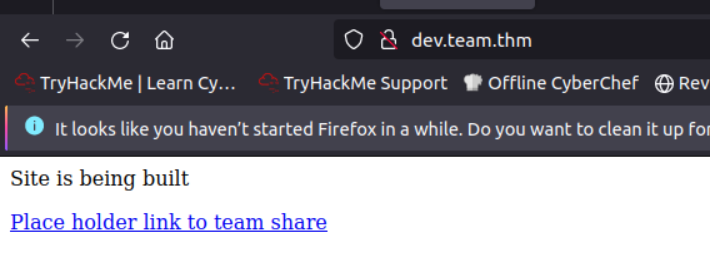 dev.team.thm
TryHackMe | Learn Cy... TryHackMe Support Offline CyberChef Rev
It looks like you haven't started Firefox in a while. Do you want to clean it up for
Site is being built
Place holder link to team share